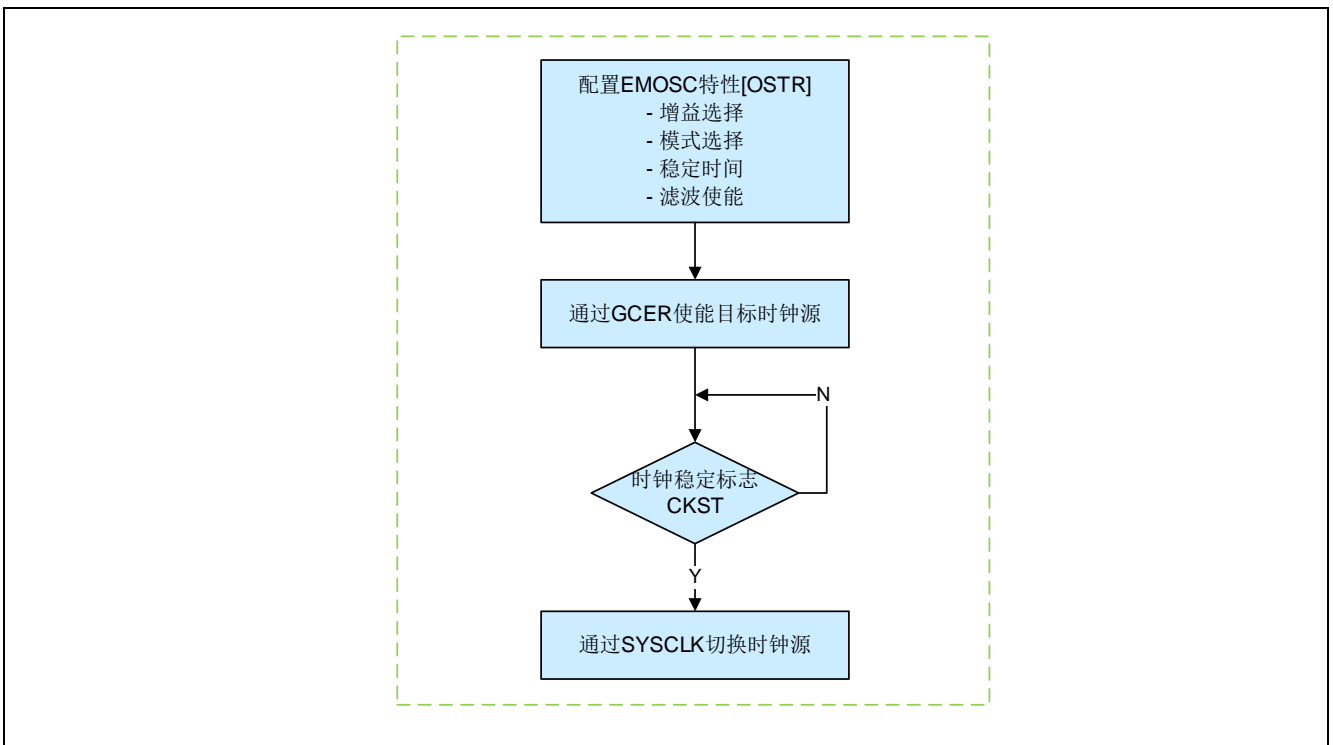 配置EMOSC特性[OSTR]
- 增益选择
- 模式选择
- 稳定时间
- 滤波使能
通过GCER使能目标时钟源
N
时钟稳定标志
CKST
Y
通过SYSCLK切换时钟源